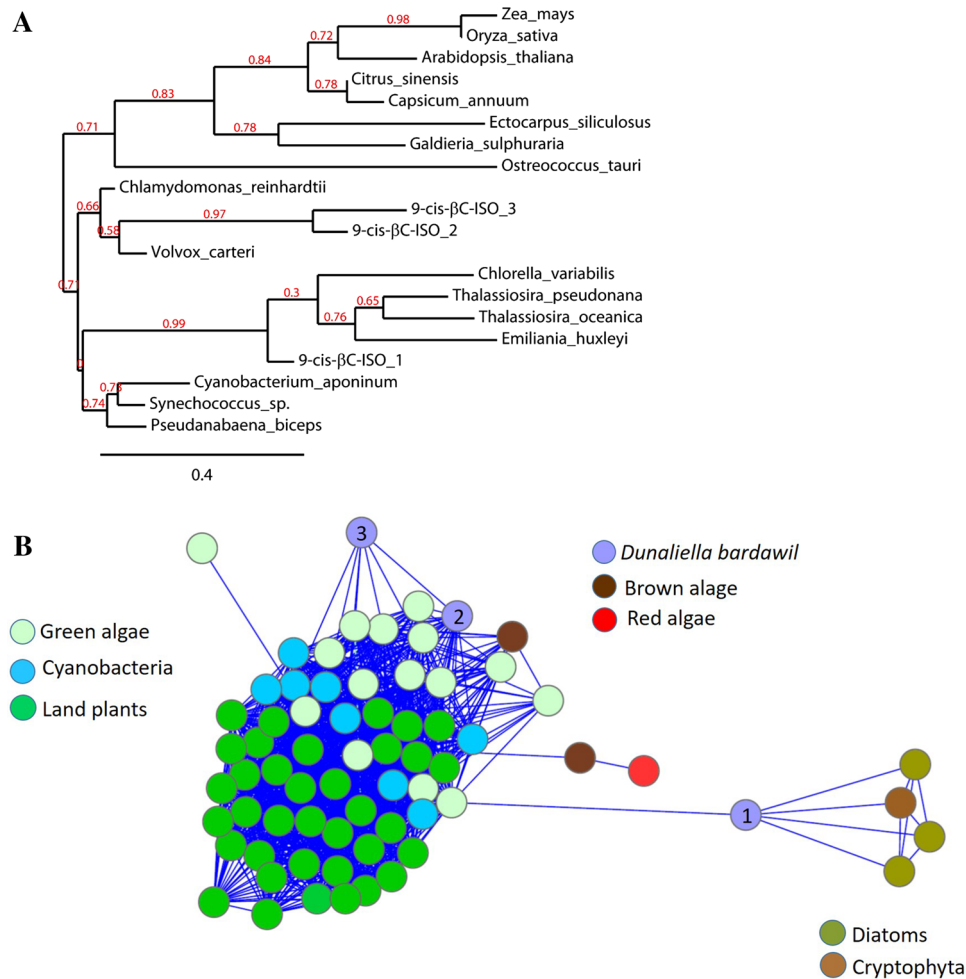 A
Zea_mays
0.98
Oryza_sativa
0.72
Arabidopsis_thaliana
0.84
Citrus_sinensis
0.78
Capsicum_annuum
0.83
Ectocarpus_siliculosus
0.78
Galdieria_sulphuraria
0.71
Ostreococcus_tauri
Chlamydomonas_reinhardtii
0.66
9-cis-βC-ISO_3
0.97
0.58
9-cis-βC-ISO_2
Volvox_carteri
0.71
Chlorella_variabilis
0.3
Thalassiosira_pseudonana
0.65
0.76
Thalassiosira_oceanica
0.99
Emiliania_huxleyi
9-cis-βC-ISO_1
Cyanobacterium_aponinum
0.73
0.74
Synechococcus_sp.
Pseudanabaena_biceps
0.4
B
3
2
1
Dunaliella bardawil
Brown alage
Red algae
Green algae
Cyanobacteria
Land plants
Diatoms
Cryptophyta